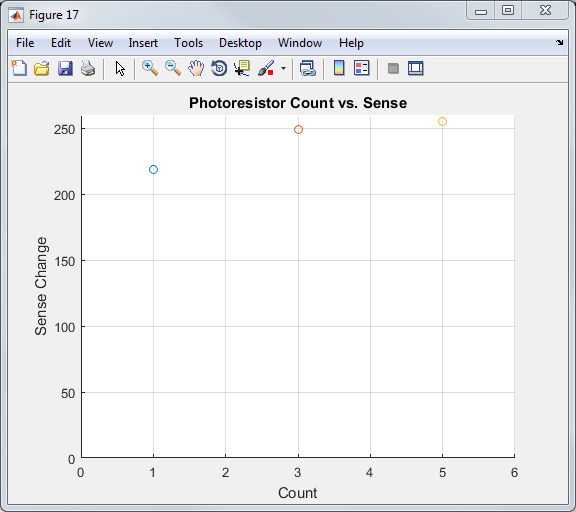 Figure 17
File Edit View Insert Tools Desktop Window Help
Photoresistor Count vs. Sense
250
200
150
100
50
0
Sense Change
0 1 2 3 4 5 6
Count